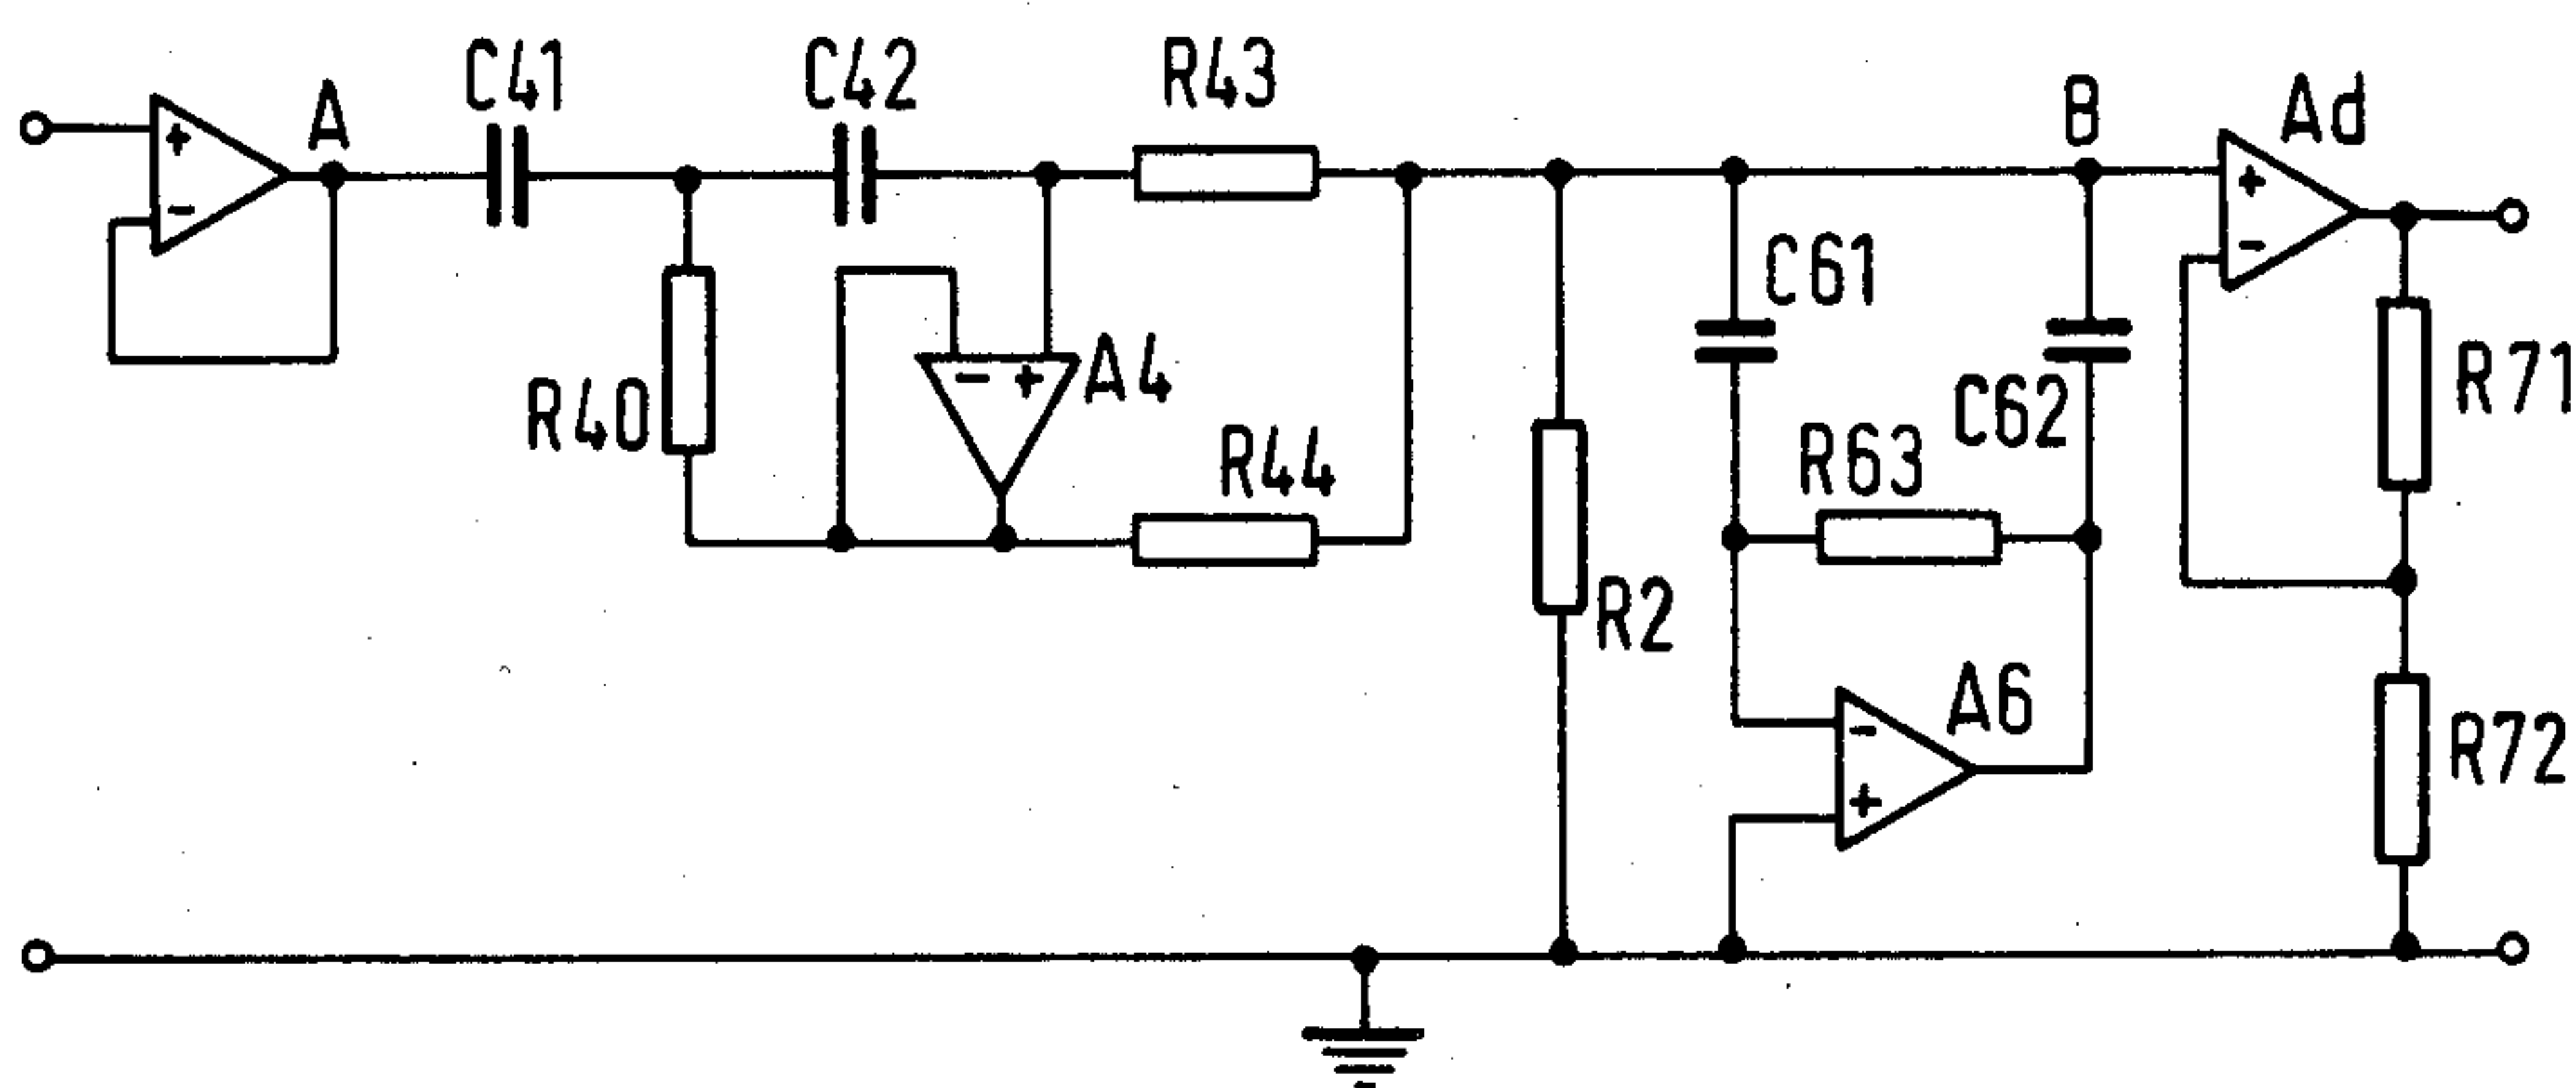 A
C41
C42
R43
B
Ad
+
-
+
-
R40
- +
A4
R44
R2
C61
C62
R63
R71
A6
-
+
R72